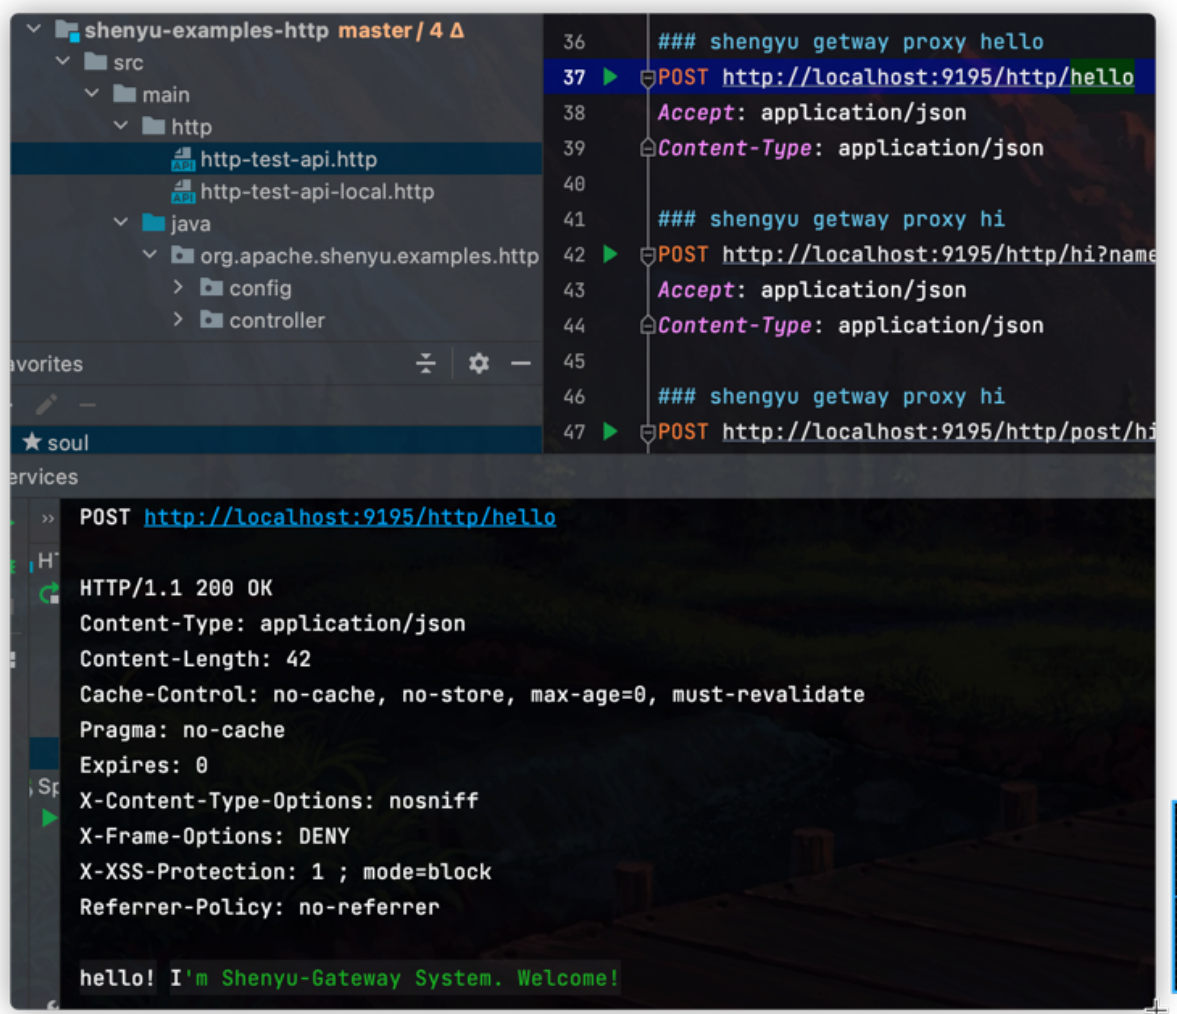 shenyu-examples-http master / 4 Δ
src
main
http
http-test-api.http
http-test-api-local.http
java
org.apache.shenyu.examples.http
config
controller
avorites
soul
36 ### shengyu getway proxy hello
37 POST http://localhost:9195/http/hello
38 Accept: application/json
39 Content-Type: application/json
40
41 ### shengyu getway proxy hi
42 POST http://localhost:9195/http/hi?name
43 Accept: application/json
44 Content-Type: application/json
45
46 ### shengyu getway proxy hi
47 POST http://localhost:9195/http/post/hi
ervices
POST http://localhost:9195/http/hello
HTTP/1.1 200 OK
Content-Type: application/json
Content-Length: 42
Cache-Control: no-cache, no-store, max-age=0, must-revalidate
Pragma: no-cache
Expires: 0
X-Content-Type-Options: nosniff
X-Frame-Options: DENY
X-XSS-Protection: 1 ; mode=block
Referrer-Policy: no-referrer
hello! I'm Shenyu-Gateway System. Welcome!